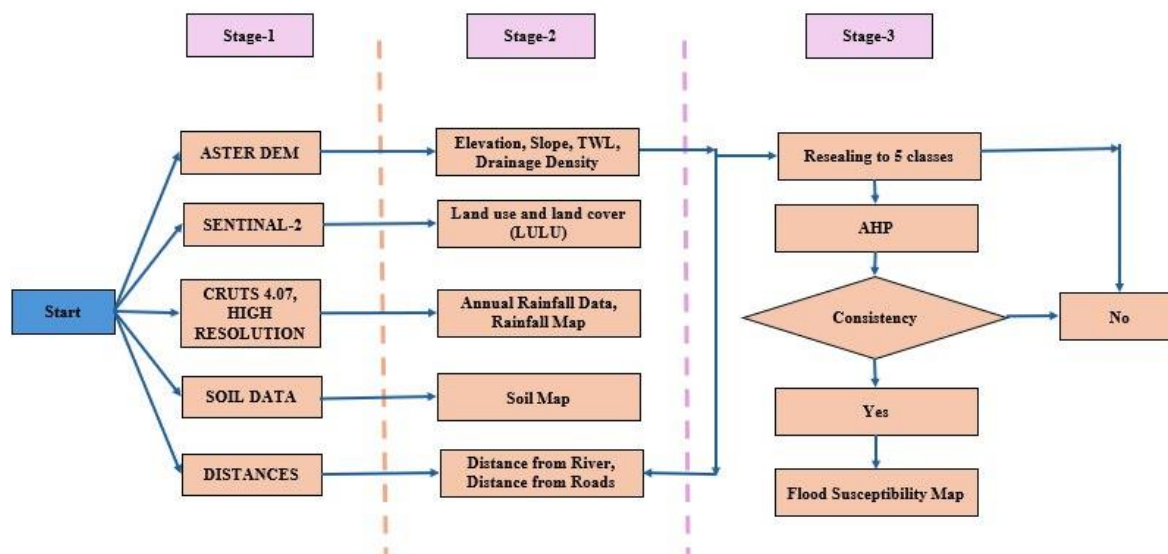 Stage-1
Stage-2
Stage-3
ASTER DEM
Elevation, Slope, TWL,
Drainage Density
Resealing to 5 classes
SENTINAL-2
Land use and land cover
(LULU)
AHP
Start
CRUTS 4.07,
HIGH
RESOLUTION
Annual Rainfall Data,
Rainfall Map
Consistency
No
SOIL DATA
Soil Map
Yes
DISTANCES
Distance from River,
Distance from Roads
Flood Susceptibility Map